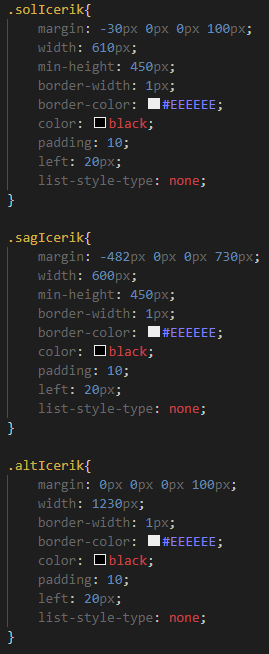 .solIcerik{
margin: -30px 0px 0px 100px;
width: 610px;
min-height: 450px;
border-width: 1px;
border-color: #EEEEEE;
color: black;
padding: 10;
left: 20px;
list-style-type: none;
}
.sagIcerik{
margin: -482px 0px 0px 730px;
width: 600px;
min-height: 450px;
border-width: 1px;
border-color: #EEEEEE;
color: black;
padding: 10;
left: 20px;
list-style-type: none;
}
.altIcerik{
margin: 0px 0px 0px 100px;
width: 1230px;
border-width: 1px;
border-color: #EEEEEE;
color: black;
padding: 10;
left: 20px;
list-style-type: none;
}